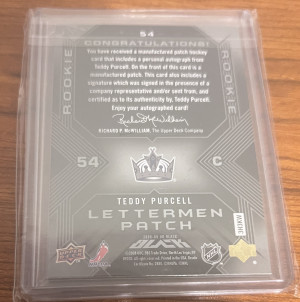 54
CONGRATULATIONS!
You have received a manufactured patch hockey
card that includes a personal autograph from
Teddy Purcell. On the front of this card is a
manufactured patch. This card also includes a
signature which was signed in the presence of a
company representative and/or sent from, and
certified as to its authenticity by, Teddy Purcell.
Enjoy your autographed card!
RICHARD P. McWILLIAM, The Upper Deck Company
ROOKIE
ROOKIE
54
C
TEDDY PURCELL
LETTERMEN
PATCH
BLACK
NHL